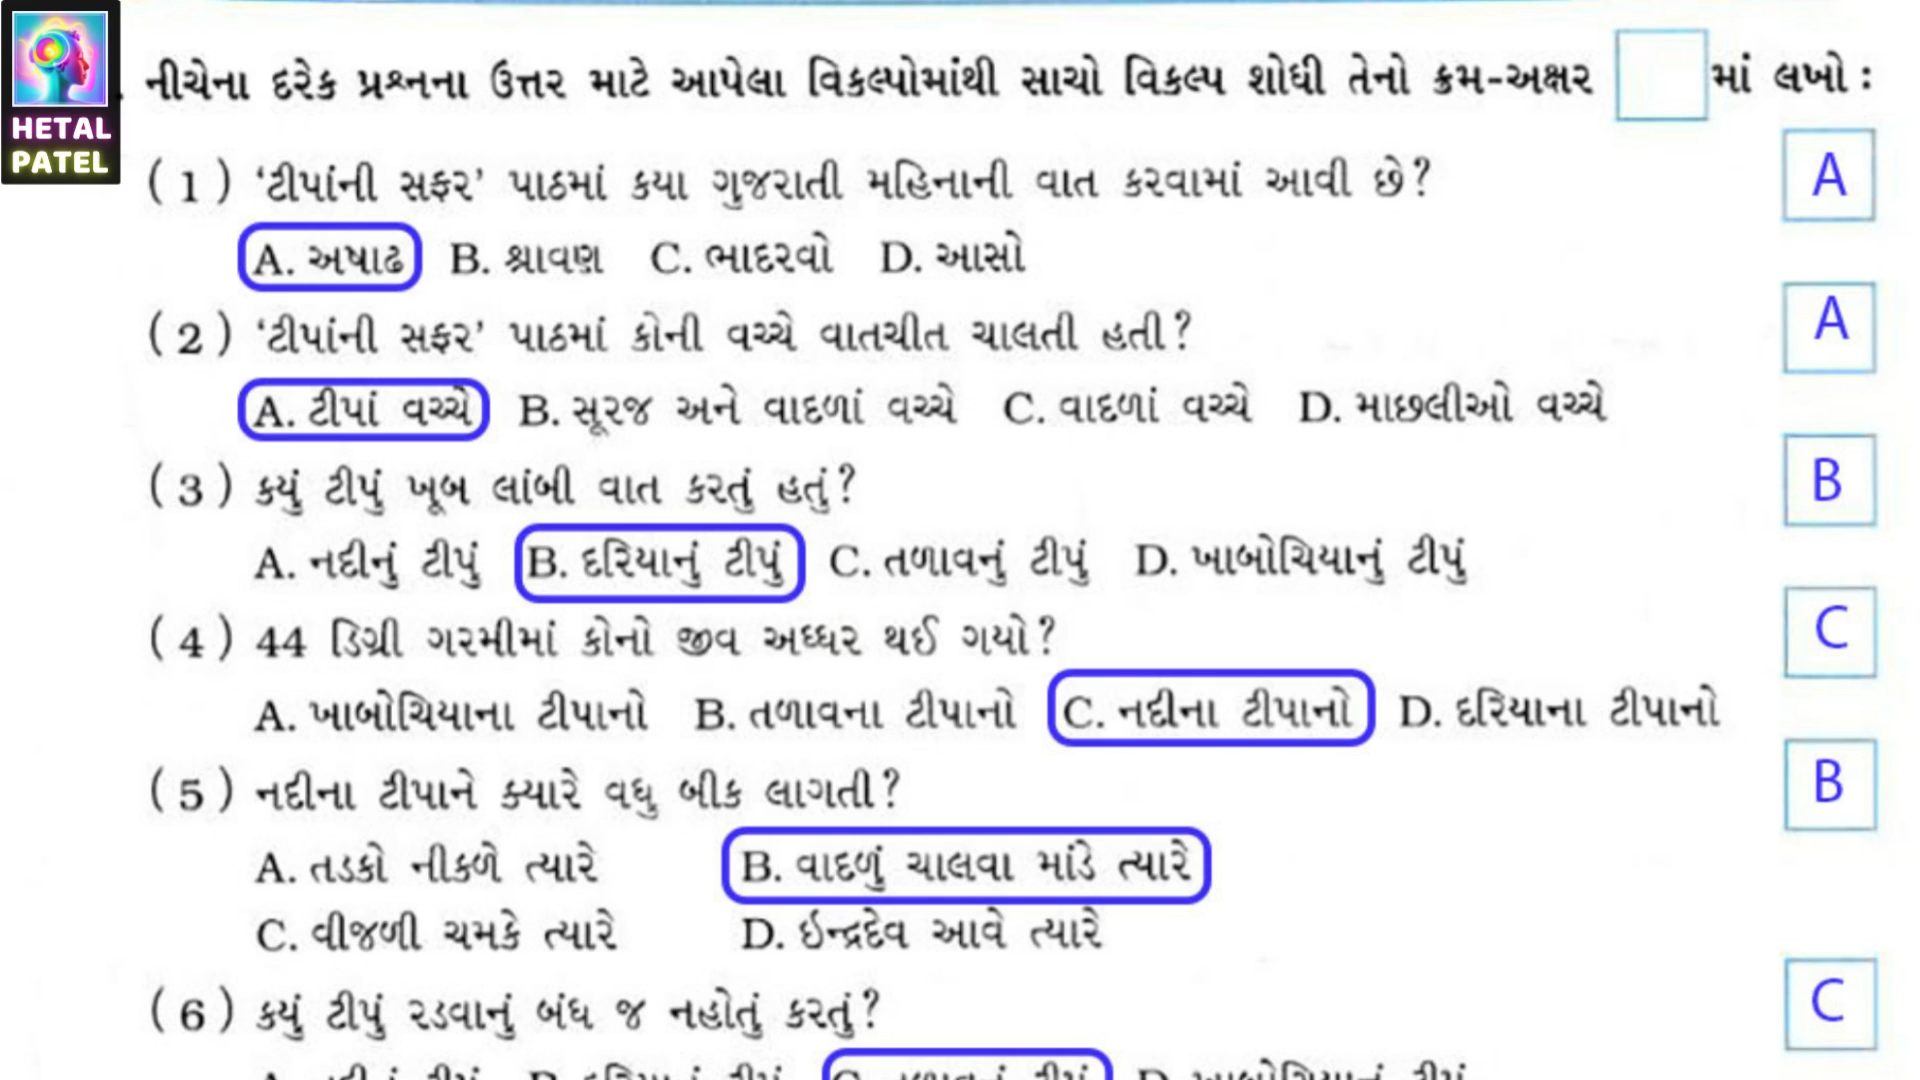 HETAL
PATEL
. નીચેના દરેક પ્રશ્નના ઉત્તર માટે આપેલા વિકલ્પોમાંથી સાચો વિકલ્પ શોધી તેનો ક્રમ-અક્ષર માં લખો :
(1) ‘ટીપાંની સફર’ પાઠમાં કયા ગુજરાતી મહિનાની વાત કરવામાં આવી છે? A
A. અષાઢ B. શ્રાવણ C. ભાદરવો D. આસો
(2) ‘ટીપાંની સફર’ પાઠમાં કોની વચ્ચે વાતચીત ચાલતી હતી? A
A. ટીપાં વચ્ચે B. સૂરજ અને વાદળાં વચ્ચે C. વાદળાં વચ્ચે D. માછલીઓ વચ્ચે
(3) કયું ટીપું ખૂબ લાંબી વાત કરતું હતું? B
A. નદીનું ટીપું B. દરિયાનું ટીપું C. તળાવનું ટીપું D. ખાબોચિયાનું ટીપું
(4) 44 ડિગ્રી ગરમીમાં કોનો જીવ અધ્ધર થઈ ગયો? C
A. ખાબોચિયાના ટીપાનો B. તળાવના ટીપાનો C. નદીના ટીપાનો D. દરિયાના ટીપાનો
(5) નદીના ટીપાને ક્યારે વધુ બીક લાગતી? B
A. તડકો નીકળે ત્યારે B. વાદળું ચાલવા માંડે ત્યારે
C. વીજળી ચમકે ત્યારે D. ઇન્દ્રદેવ આવે ત્યારે
(6) કયું ટીપું રડવાનું બંધ જ નહોતું કરતું? C